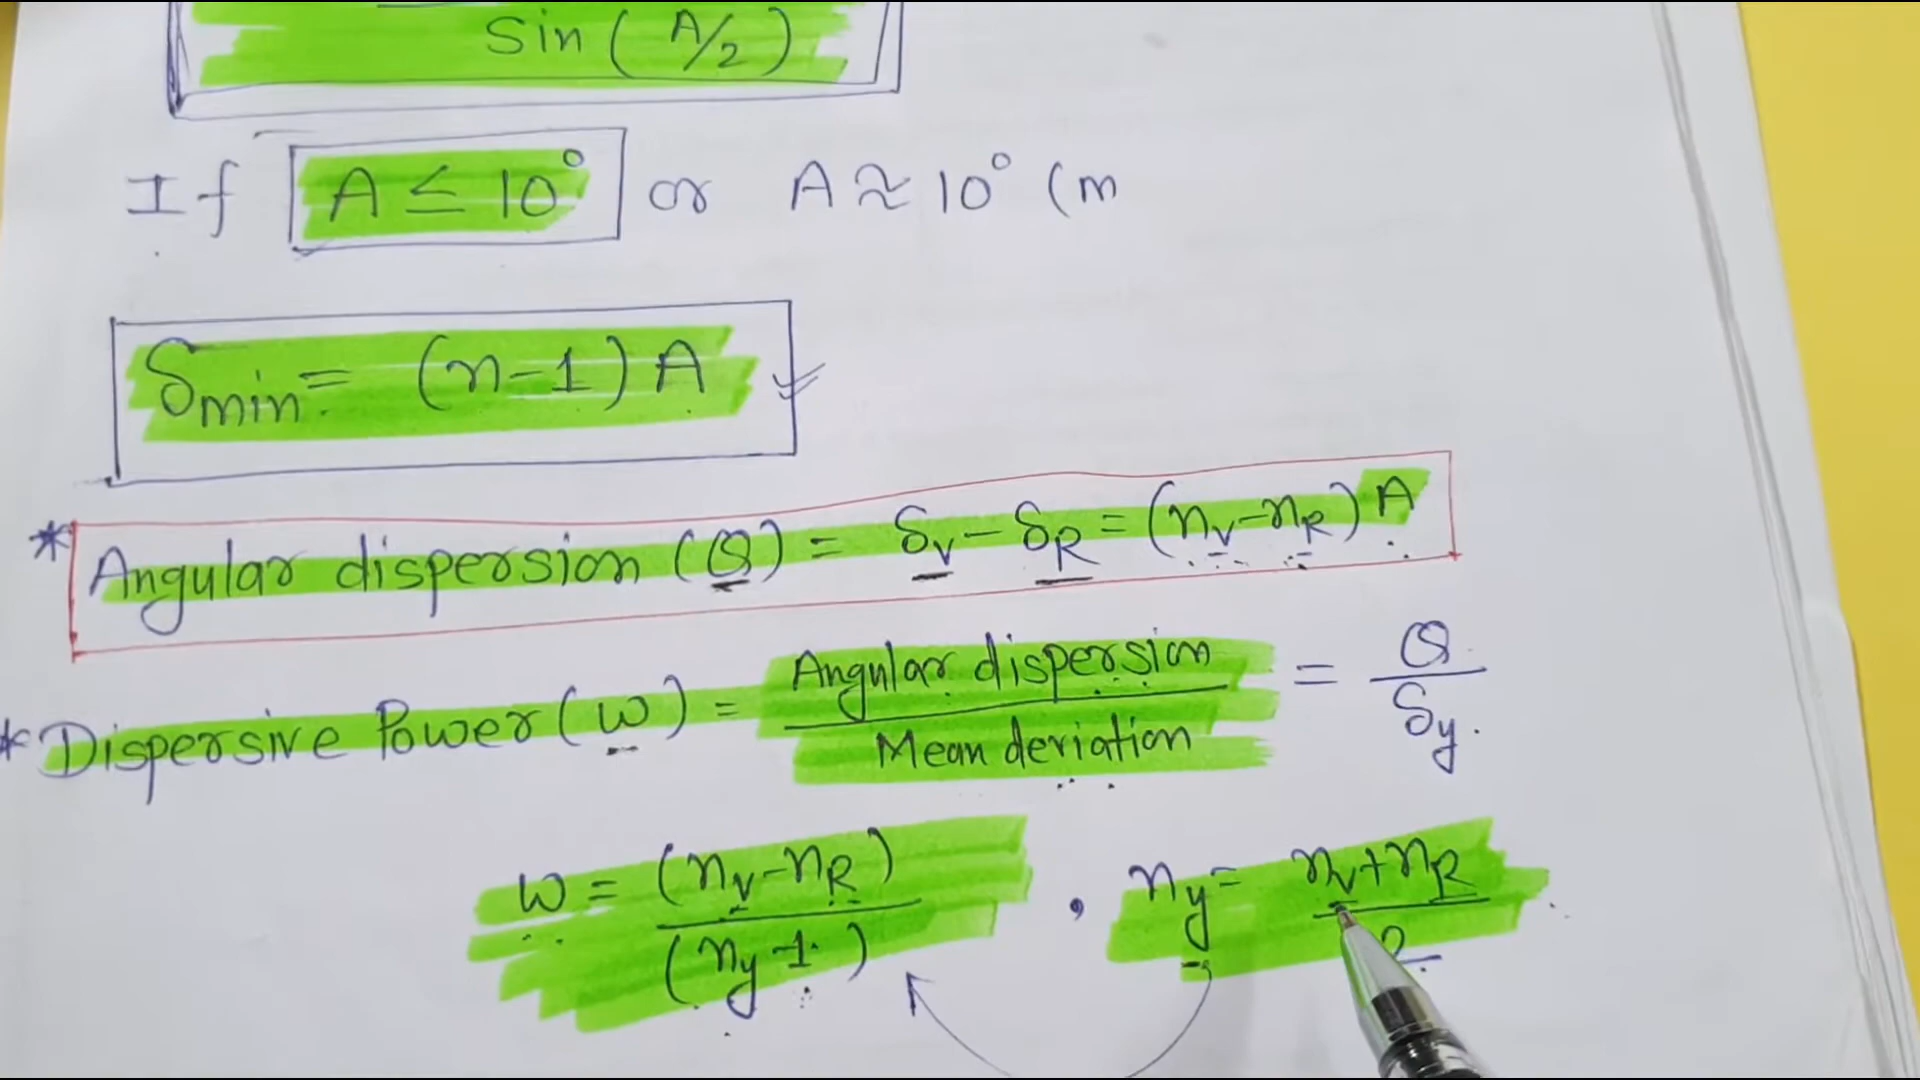 Sin (A/2)
If A ≤ 10° or A ≈ 10° (m
δmin = (n-1) A
* Angular dispersion (θ) = δV - δR = (nV - nR) A
* Dispersive Power (ω) = Angular dispersion / Mean deviation = θ / δy.
ω = (nV - nR) / (ny - 1) , ny = nV + nR / 2